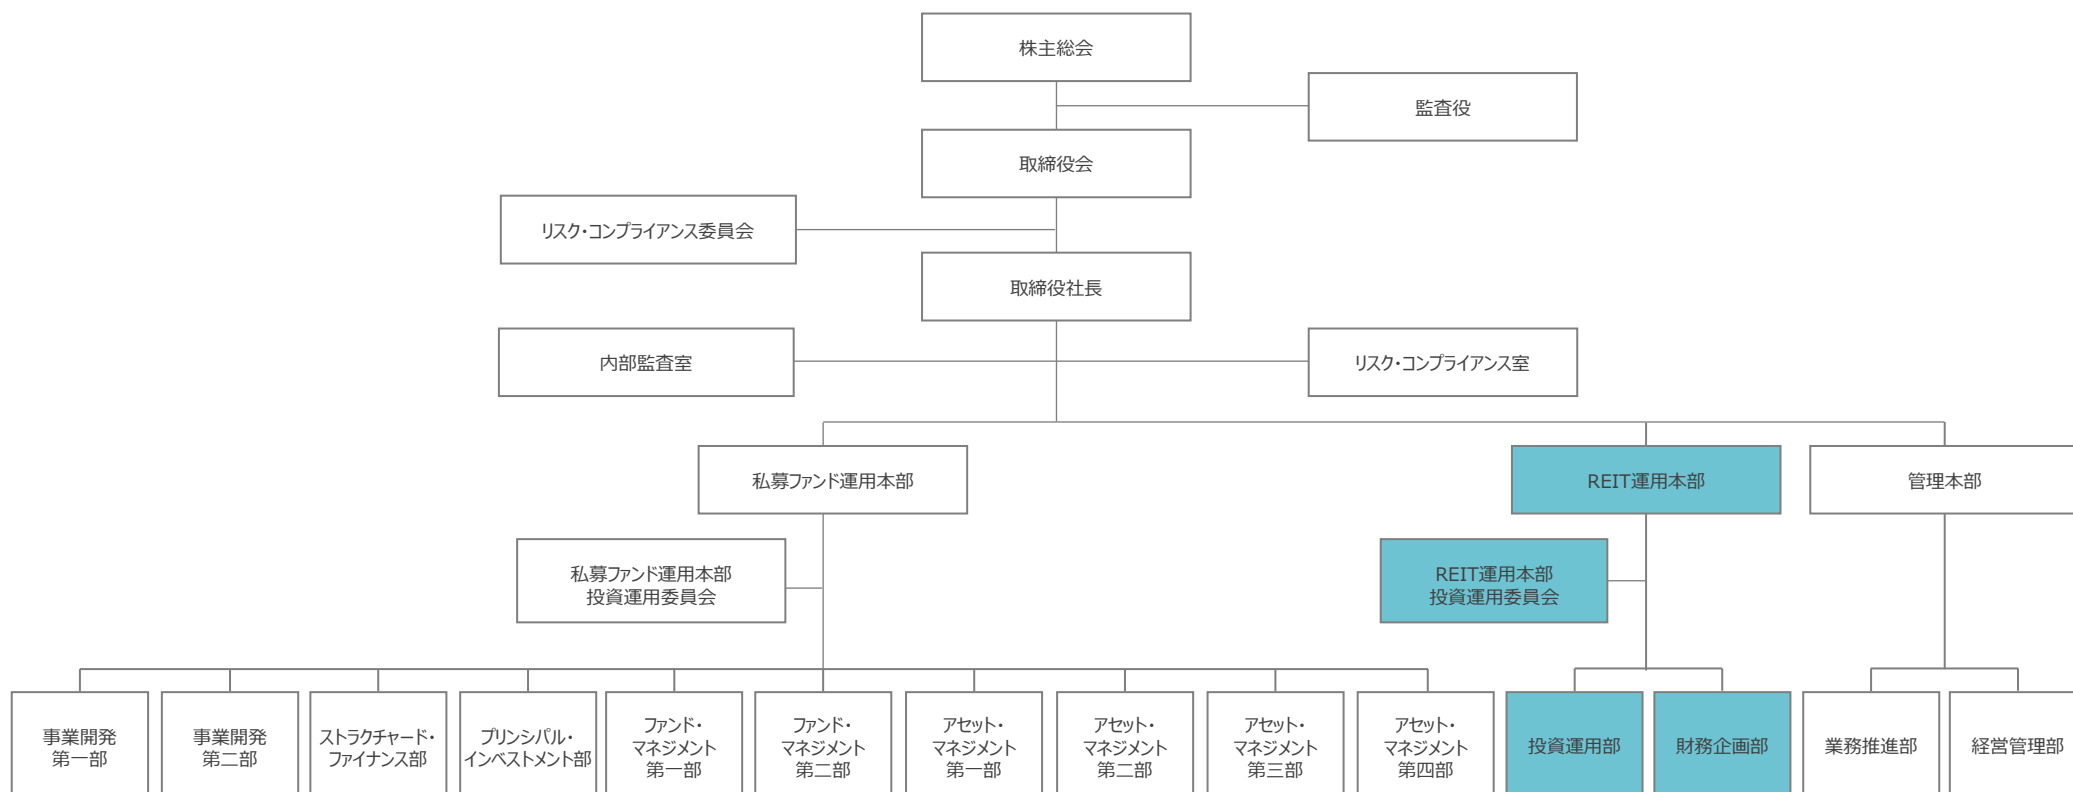 株主総会
監査役
取締役会
リスク・コンプライアンス委員会
取締役社長
内部監査室
リスク・コンプライアンス室
私募ファンド運用本部
REIT運用本部
管理本部
私募ファンド運用本部
投資運用委員会
REIT運用本部
投資運用委員会
事業開発
第一部
事業開発
第二部
ストラクチャード・
ファイナンス部
プリンシパル・
インベストメント部
ファンド・
マネジメント
第一部
ファンド・
マネジメント
第二部
アセット・
マネジメント
第一部
アセット・
マネジメント
第二部
アセット・
マネジメント
第三部
アセット・
マネジメント
第四部
投資運用部
財務企画部
業務推進部
経営管理部